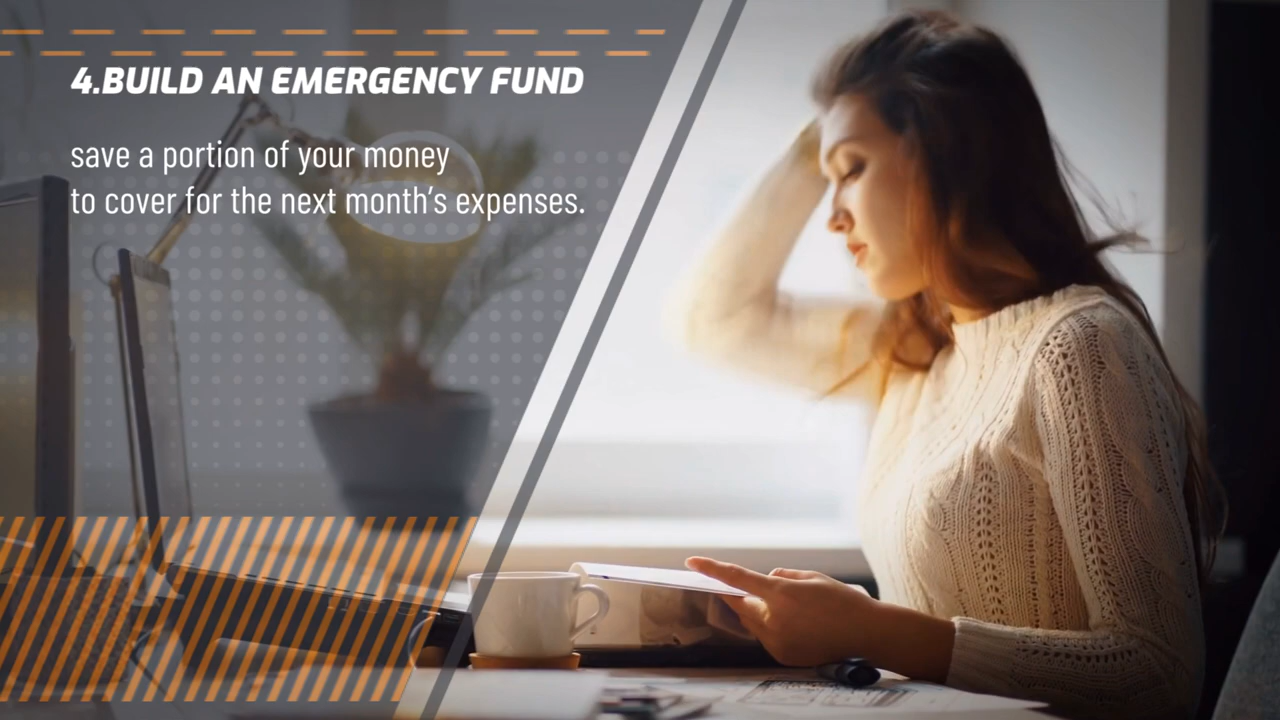 4.BUILD AN EMERGENCY FUND
save a portion of your money
to cover for the next month’s expenses.